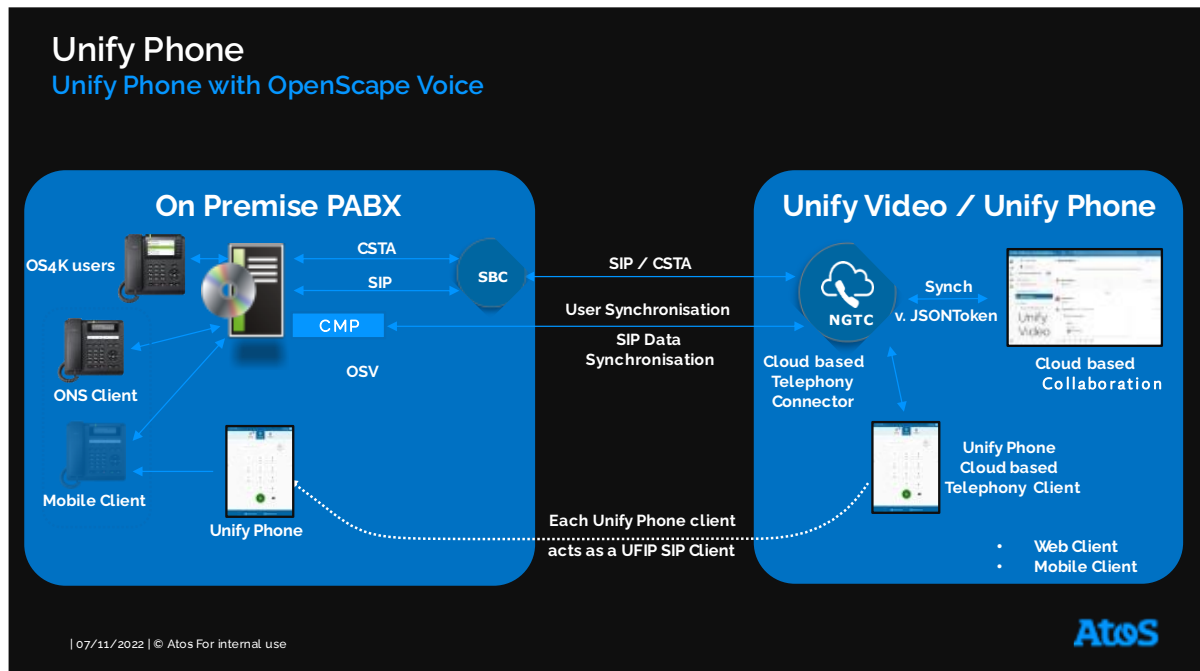 Unify Phone
Unify Phone with OpenScape Voice
On Premise PABX
OS4K users
CSTA
SIP
SBC
CMP
OSV
ONS Client
Mobile Client
Unify Phone
SIP / CSTA
User Synchronisation
SIP Data
Synchronisation
Each Unify Phone client
acts as a UFIP SIP Client
Unify Video / Unify Phone
NGTC
Synch
v. JSONToken
Unify
Video
Cloud based
Telephony
Connector
Cloud based
Collaboration
Unify Phone
Cloud based
Telephony Client
• Web Client
• Mobile Client
| 07/11/2022 | © Atos For internal use
Atos